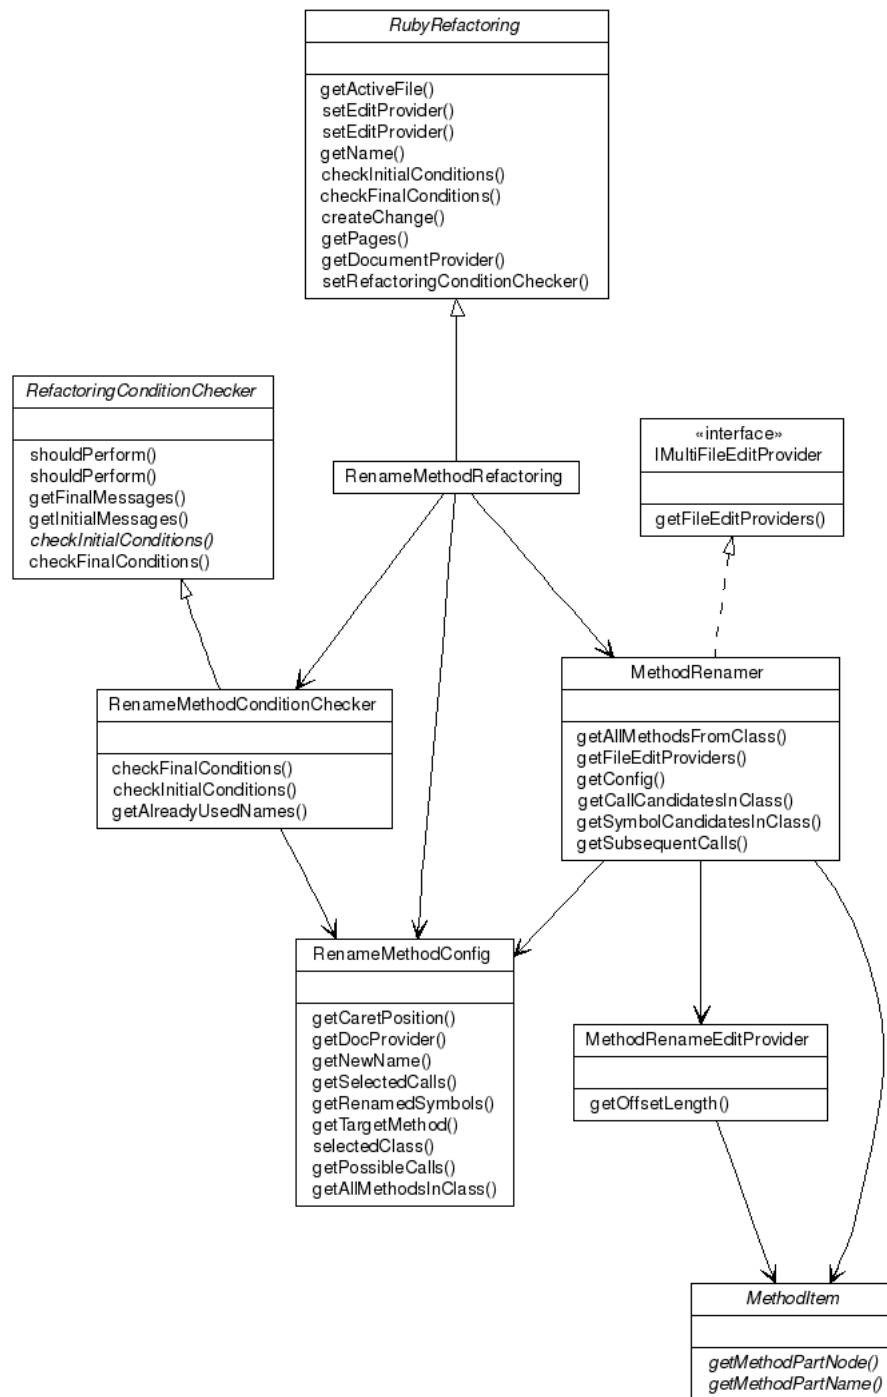 RubyRefactoring
getActiveFile()
setEditProvider()
setEditProvider()
getName()
checkInitialConditions()
checkFinalConditions()
createChange()
getPages()
getDocumentProvider()
setRefactoringConditionChecker()
RefactoringConditionChecker
shouldPerform()
shouldPerform()
getFinalMessages()
getInitialMessages()
checkInitialConditions()
checkFinalConditions()
RenameMethodRefactoring
«interface»
IMultiFileEditProvider
getFileEditProviders()
RenameMethodConditionChecker
checkFinalConditions()
checkInitialConditions()
getAlreadyUsedNames()
MethodRenamer
getAllMethodsFromClass()
getFileEditProviders()
getConfig()
getCallCandidatesInClass()
getSymbolCandidatesInClass()
getSubsequentCalls()
RenameMethodConfig
getCaretPosition()
getDocProvider()
getNewName()
getSelectedCalls()
getRenamedSymbols()
getTargetMethod()
selectedClass()
getPossibleCalls()
getAllMethodsInClass()
MethodRenameEditProvider
getOffsetLength()
MethodItem
getMethodPartNode()
getMethodPartName()